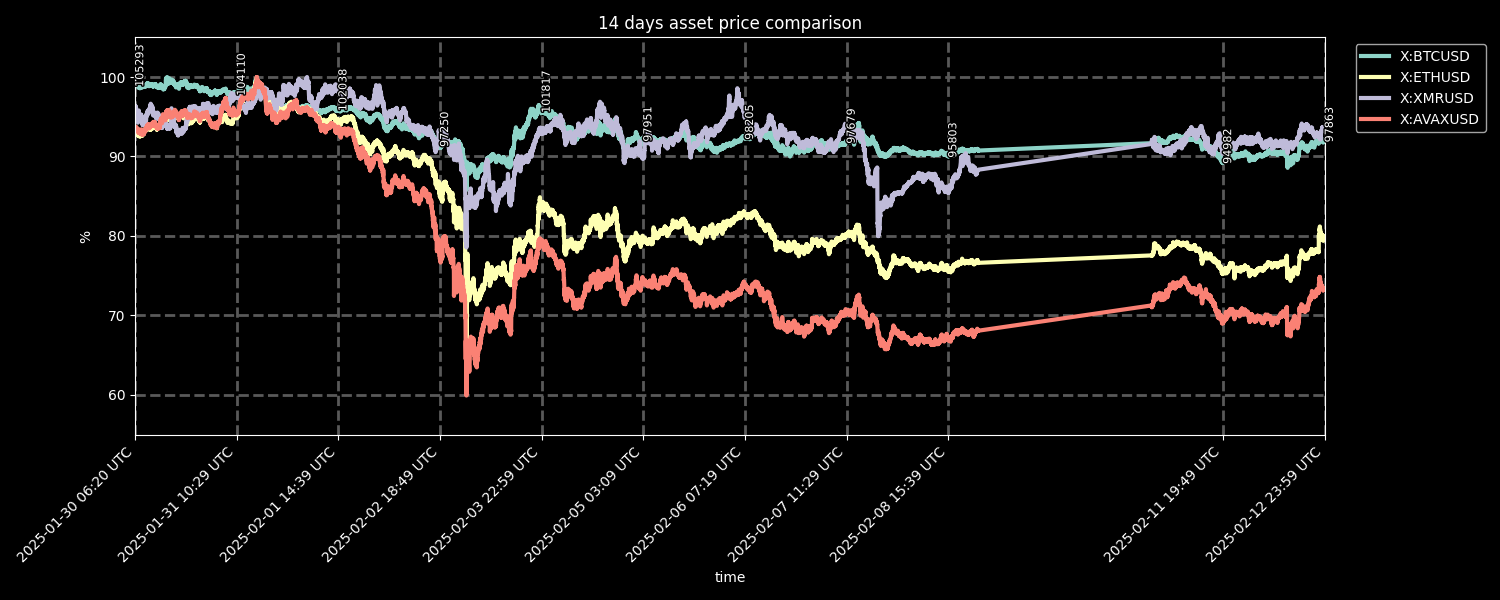 14 days asset price comparison
X:BTCUSD
X:ETHUSD
X:XMRUSD
X:AVAXUSD
105293
104110
102038
97250
101817
97951
98205
96679
95803
94982
97863
100
90
80
70
60
%
2025-01-30 06:20 UTC
2025-01-31 10:29 UTC
2025-02-01 14:39 UTC
2025-02-02 18:49 UTC
2025-02-03 22:59 UTC
2025-02-05 03:09 UTC
2025-02-06 07:19 UTC
2025-02-07 11:29 UTC
2025-02-08 15:39 UTC
2025-02-11 19:49 UTC
2025-02-12 23:59 UTC
time